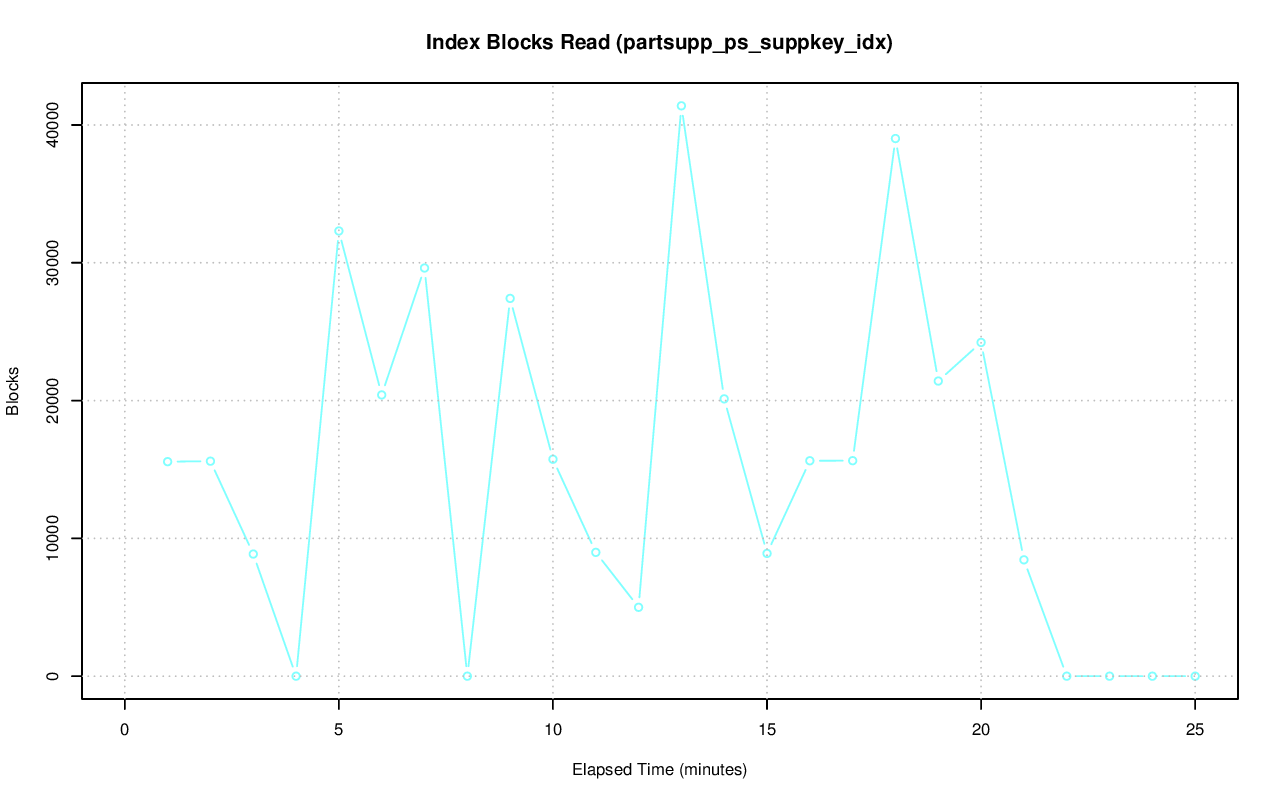 Index Blocks Read (partsupp_ps_suppkey_idx)
40000
30000
20000
10000
0
Blocks
0 5 10 15 20 25
Elapsed Time (minutes)